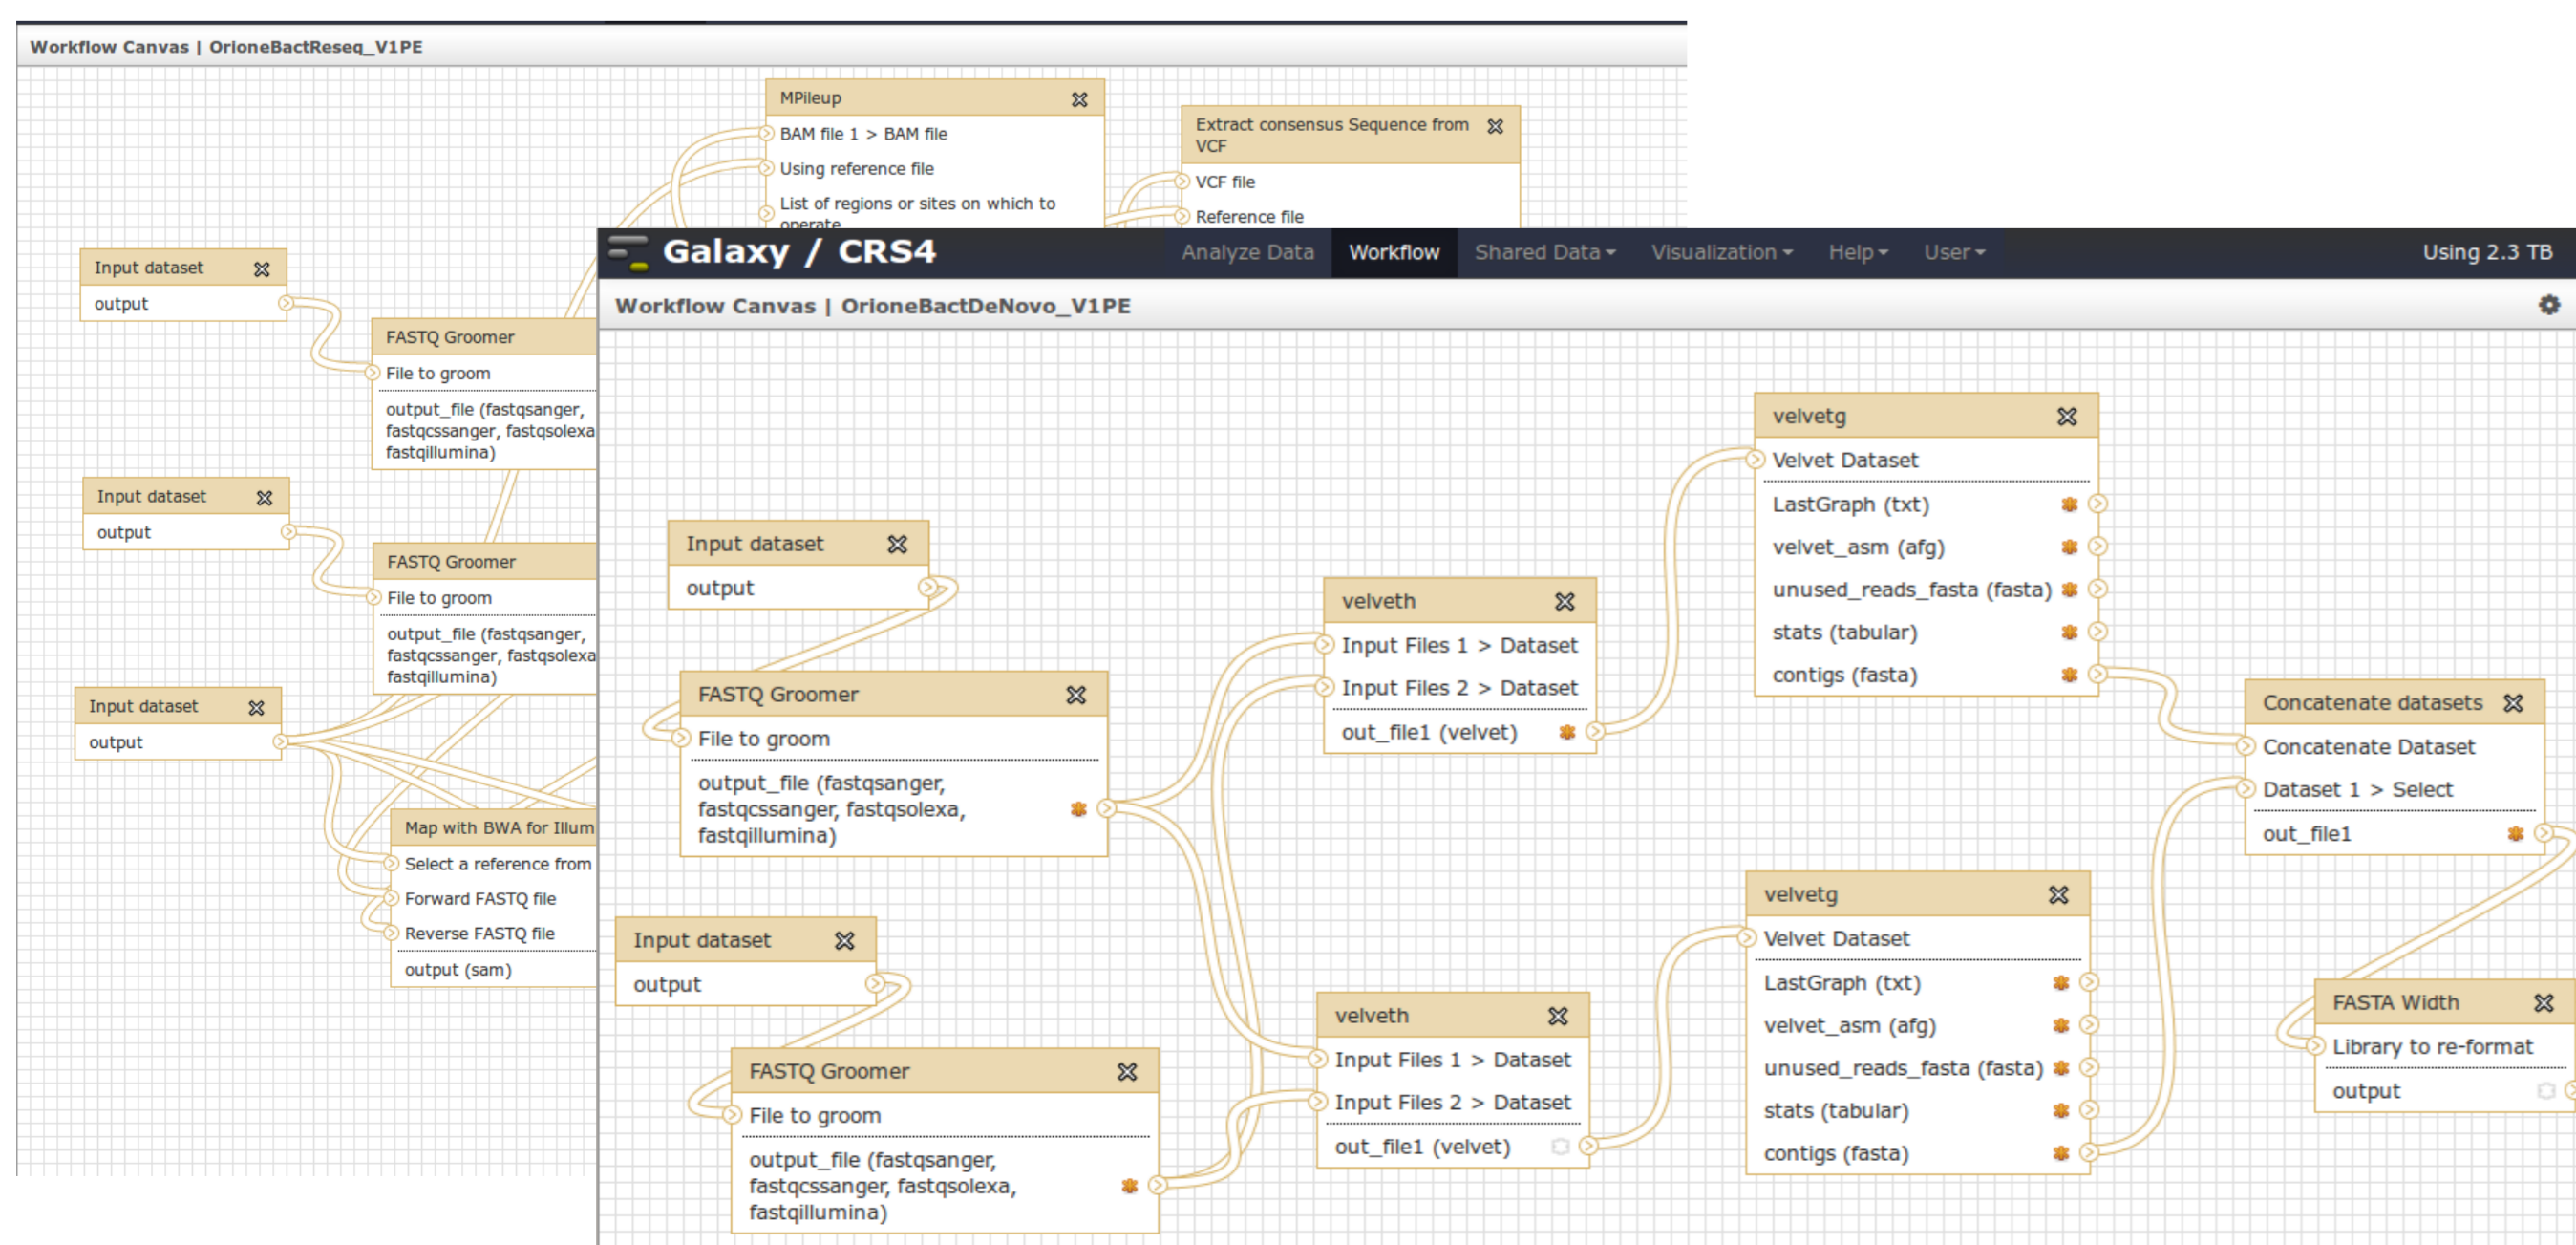 Workflow Canvas | OrioneBactReseq_V1PE
MPileup
BAM file 1 > BAM file
Using reference file
List of regions or sites on which to
operate
Extract consensus Sequence from
VCF
VCF file
Reference file
Input dataset
output
FASTQ Groomer
File to groom
output_file (fastqsanger,
fastqcssanger, fastqsolexa
fastqillumina)
Input dataset
output
FASTQ Groomer
File to groom
output_file (fastqsanger,
fastqcssanger, fastqsolexa
fastqillumina)
Input dataset
output
Map with BWA for Illum
Select a reference from
Forward FASTQ file
Reverse FASTQ file
output (sam)
Galaxy / CRS4
Analyze Data
Workflow
Shared Data
Visualization
Help
User
Using 2.3 TB
Workflow Canvas | OrioneBactDeNovo_V1PE
Input dataset
output
FASTQ Groomer
File to groom
output_file (fastqsanger,
fastqcssanger, fastqsolexa,
fastqillumina)
Input dataset
output
FASTQ Groomer
File to groom
output_file (fastqsanger,
fastqcssanger, fastqsolexa,
fastqillumina)
velveth
Input Files 1 > Dataset
Input Files 2 > Dataset
out_file1 (velvet)
velveth
Input Files 1 > Dataset
Input Files 2 > Dataset
out_file1 (velvet)
velvetg
Velvet Dataset
LastGraph (txt)
velvet_asm (afg)
unused_reads_fasta (fasta)
stats (tabular)
contigs (fasta)
velvetg
Velvet Dataset
LastGraph (txt)
velvet_asm (afg)
unused_reads_fasta (fasta)
stats (tabular)
contigs (fasta)
Concatenate datasets
Concatenate Dataset
Dataset 1 > Select
out_file1
FASTA Width
Library to re-format
output